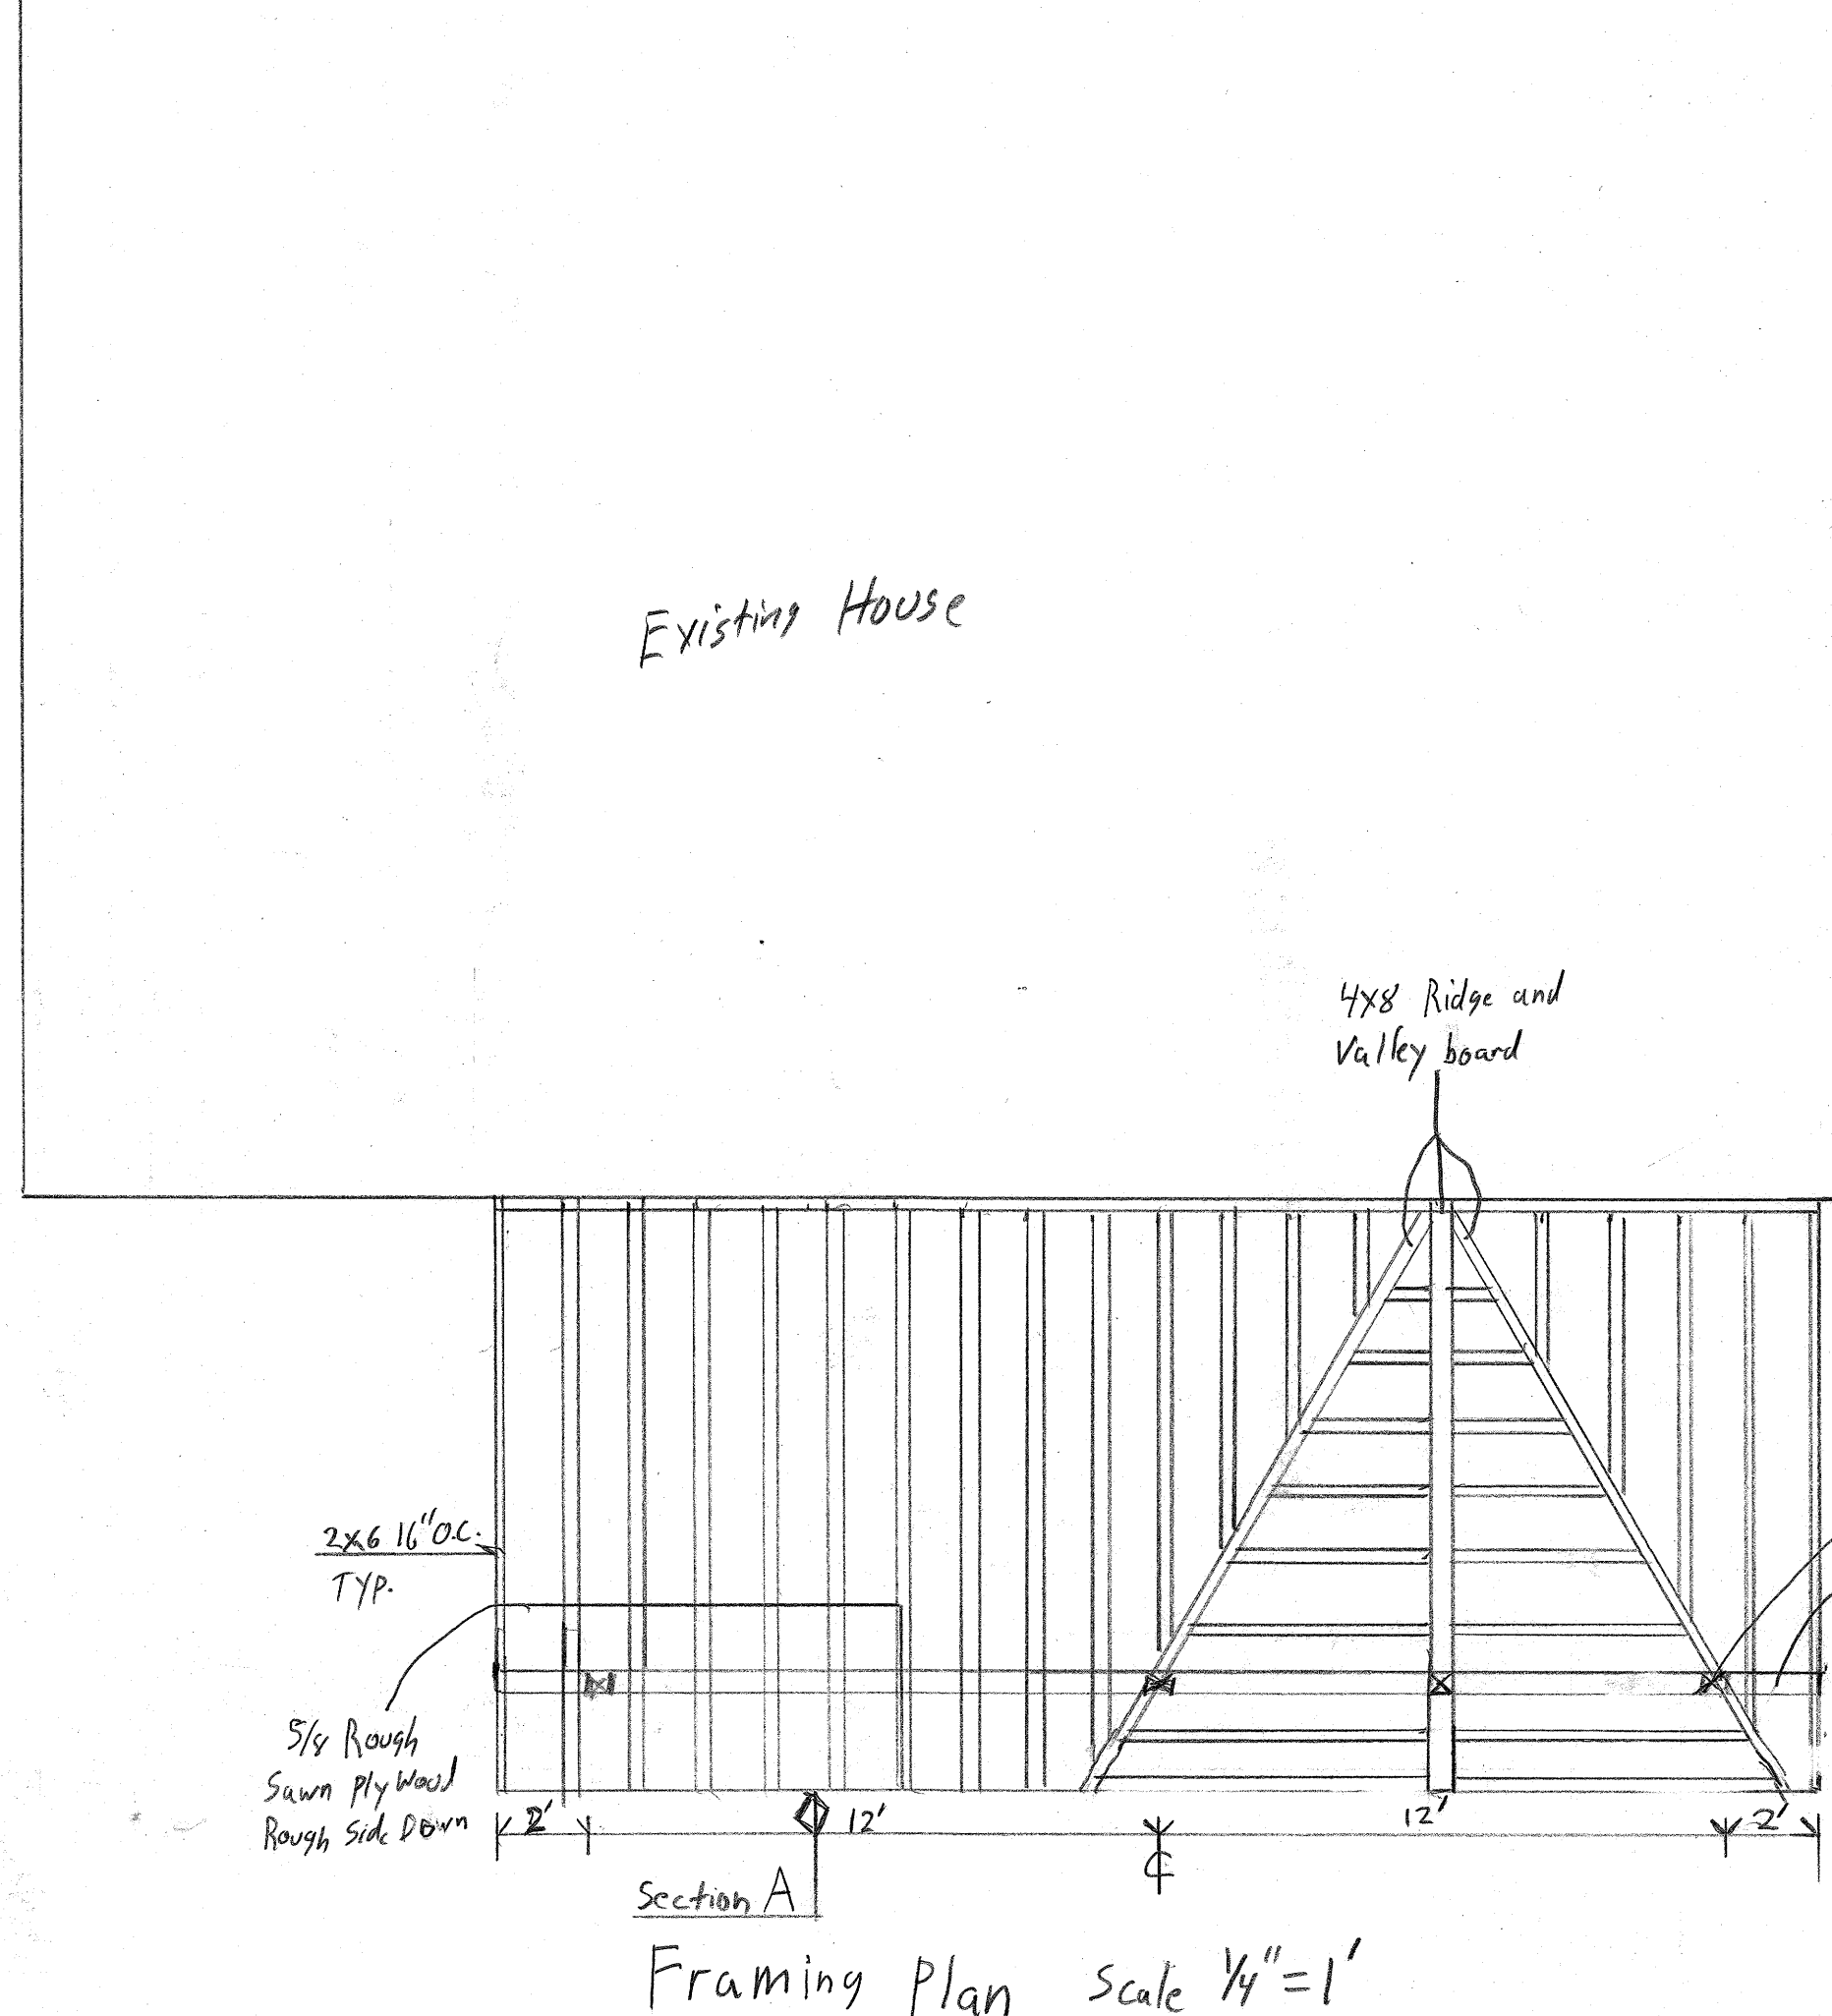 Existing House
4x8 Ridge and
Valley board
2x6 16" O.C.
TYP.
5/8 Rough
Sawn Plywood
Rough Side Down
2'
12'
℄
12'
2'
Section A
Framing Plan Scale 1/4"=1'